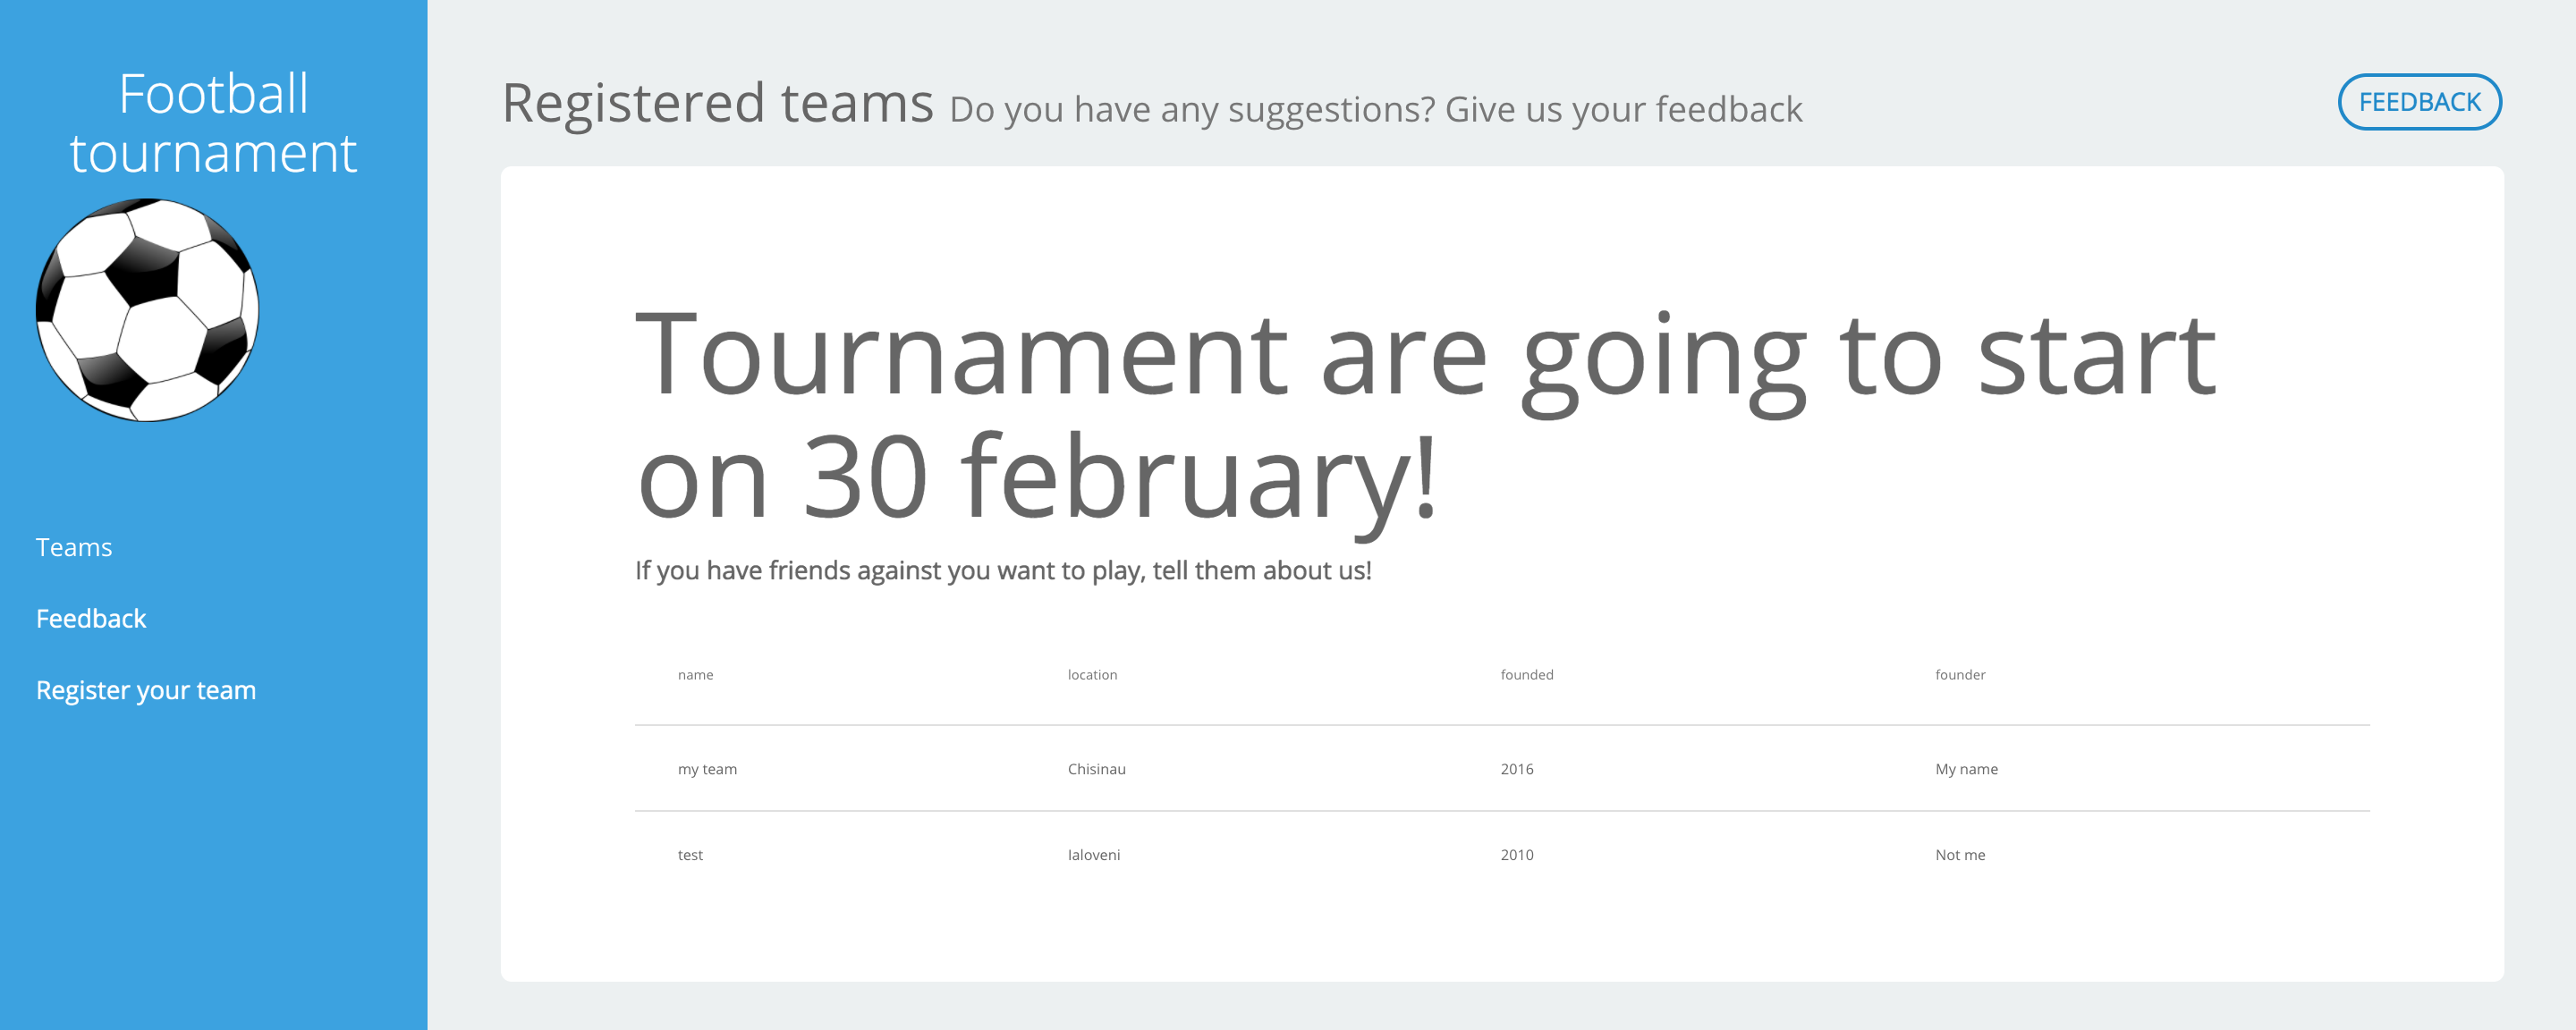 Football
tournament
Teams
Feedback
Register your team
Registered teams Do you have any suggestions? Give us your feedback
FEEDBACK
Tournament are going to start
on 30 february!
If you have friends against you want to play, tell them about us!
name location founded founder
my team Chisinau 2016 My name
test Ialoveni 2010 Not me